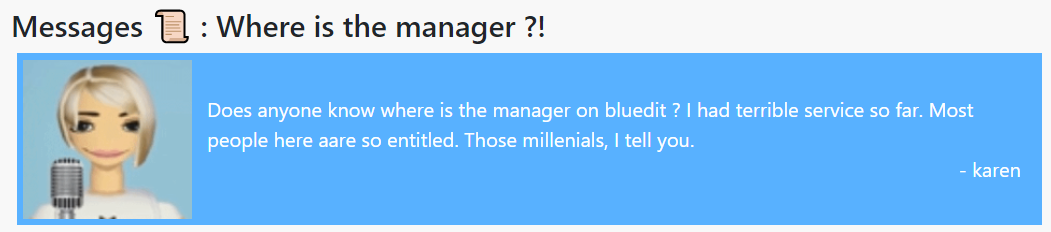 Messages 📜 : Where is the manager ?!
Does anyone know where is the manager on bluedit ? I had terrible service so far. Most
people here aare so entitled. Those millenials, I tell you.
- karen